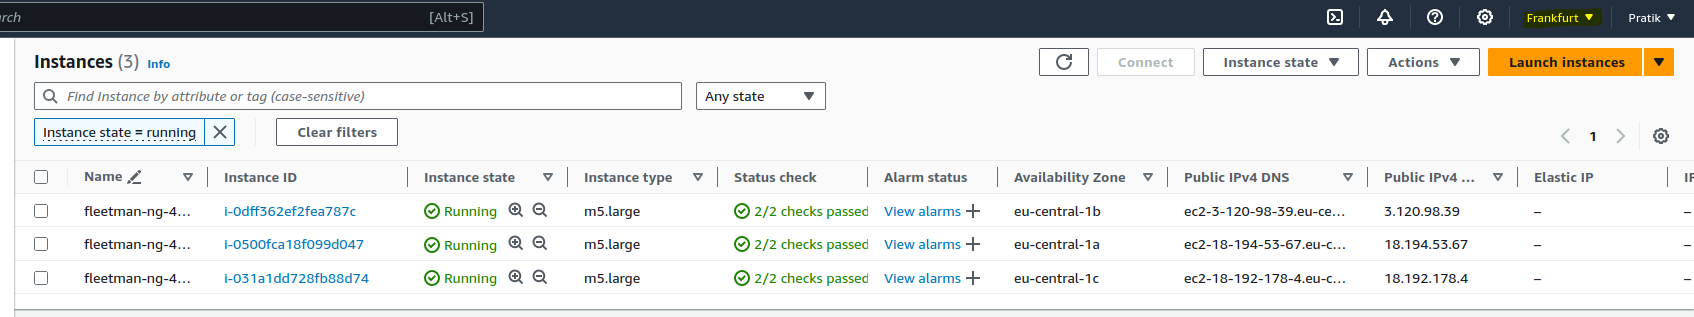 rch [Alt+S] Frankfurt Pratik
Instances (3) Info Connect Instance state Actions Launch instances
Find Instance by attribute or tag (case-sensitive) Any state
Instance state = running Clear filters 1
Name Instance ID Instance state Instance type Status check Alarm status Availability Zone Public IPv4 DNS Public IPv4 ... Elastic IP IP
fleetman-ng-4... i-0dff362ef2fea787c Running m5.large 2/2 checks passed View alarms + eu-central-1b ec2-3-120-98-39.eu-ce... 3.120.98.39 – –
fleetman-ng-4... i-0500fca18f099d047 Running m5.large 2/2 checks passed View alarms + eu-central-1a ec2-18-194-53-67.eu-c... 18.194.53.67 – –
fleetman-ng-4... i-031a1dd728fb88d74 Running m5.large 2/2 checks passed View alarms + eu-central-1c ec2-18-192-178-4.eu-c... 18.192.178.4 – –